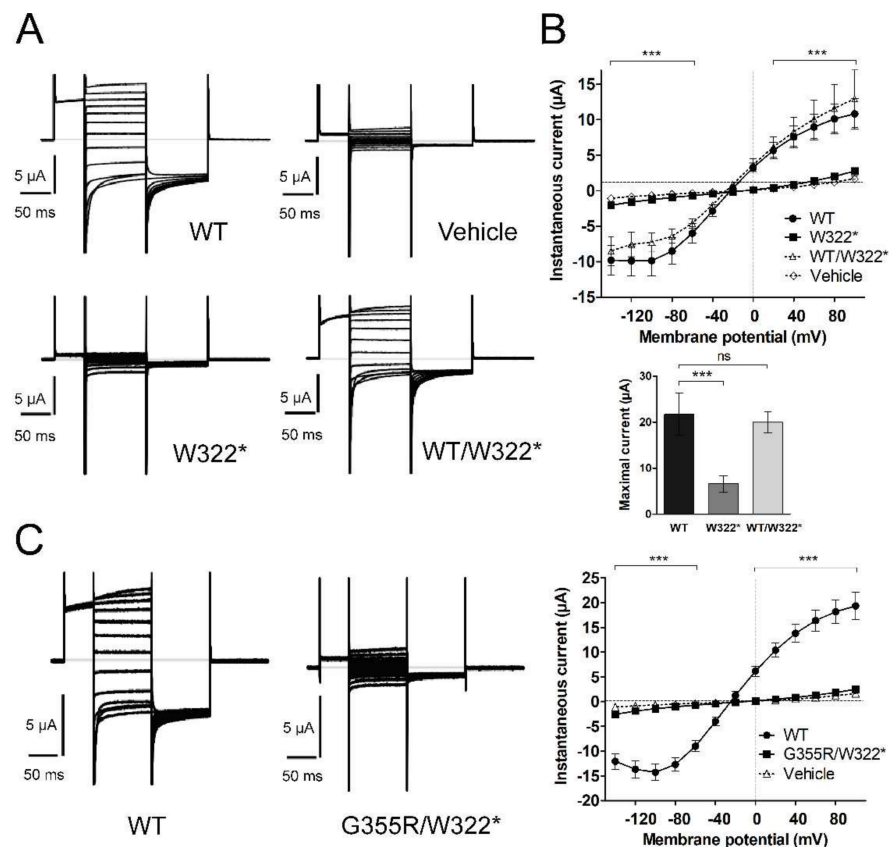 A
5 µA
50 ms
WT
5 µA
50 ms
Vehicle
5 µA
50 ms
W322*
5 µA
50 ms
WT/W322*
B
***
***
Instantaneous current (µA)
15
10
5
0
-5
-10
-15
-120
-80
-40
0
40
80
Membrane potential (mV)
WT
W322*
WT/W322*
Vehicle
ns
***
Maximal current (µA)
30
20
10
0
WT
W322*
WT/W322*
C
5 µA
50 ms
WT
5 µA
50 ms
G355R/W322*
***
***
Instantaneous current (µA)
25
20
15
10
5
0
-5
-10
-15
-20
-120
-80
-40
0
40
80
Membrane potential (mV)
WT
G355R/W322*
Vehicle